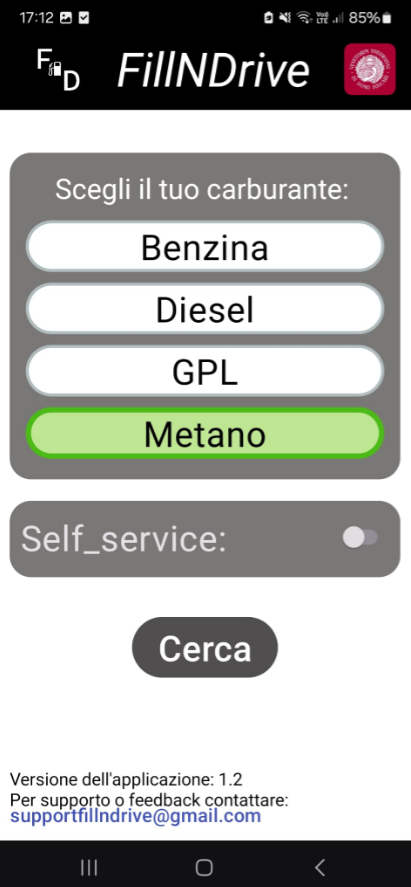 17:12
85%
F D
FillNDrive
Scegli il tuo carburante:
Benzina
Diesel
GPL
Metano
Self_service:
Cerca
Versione dell'applicazione: 1.2
Per supporto o feedback contattare:
supportfillndrive@gmail.com